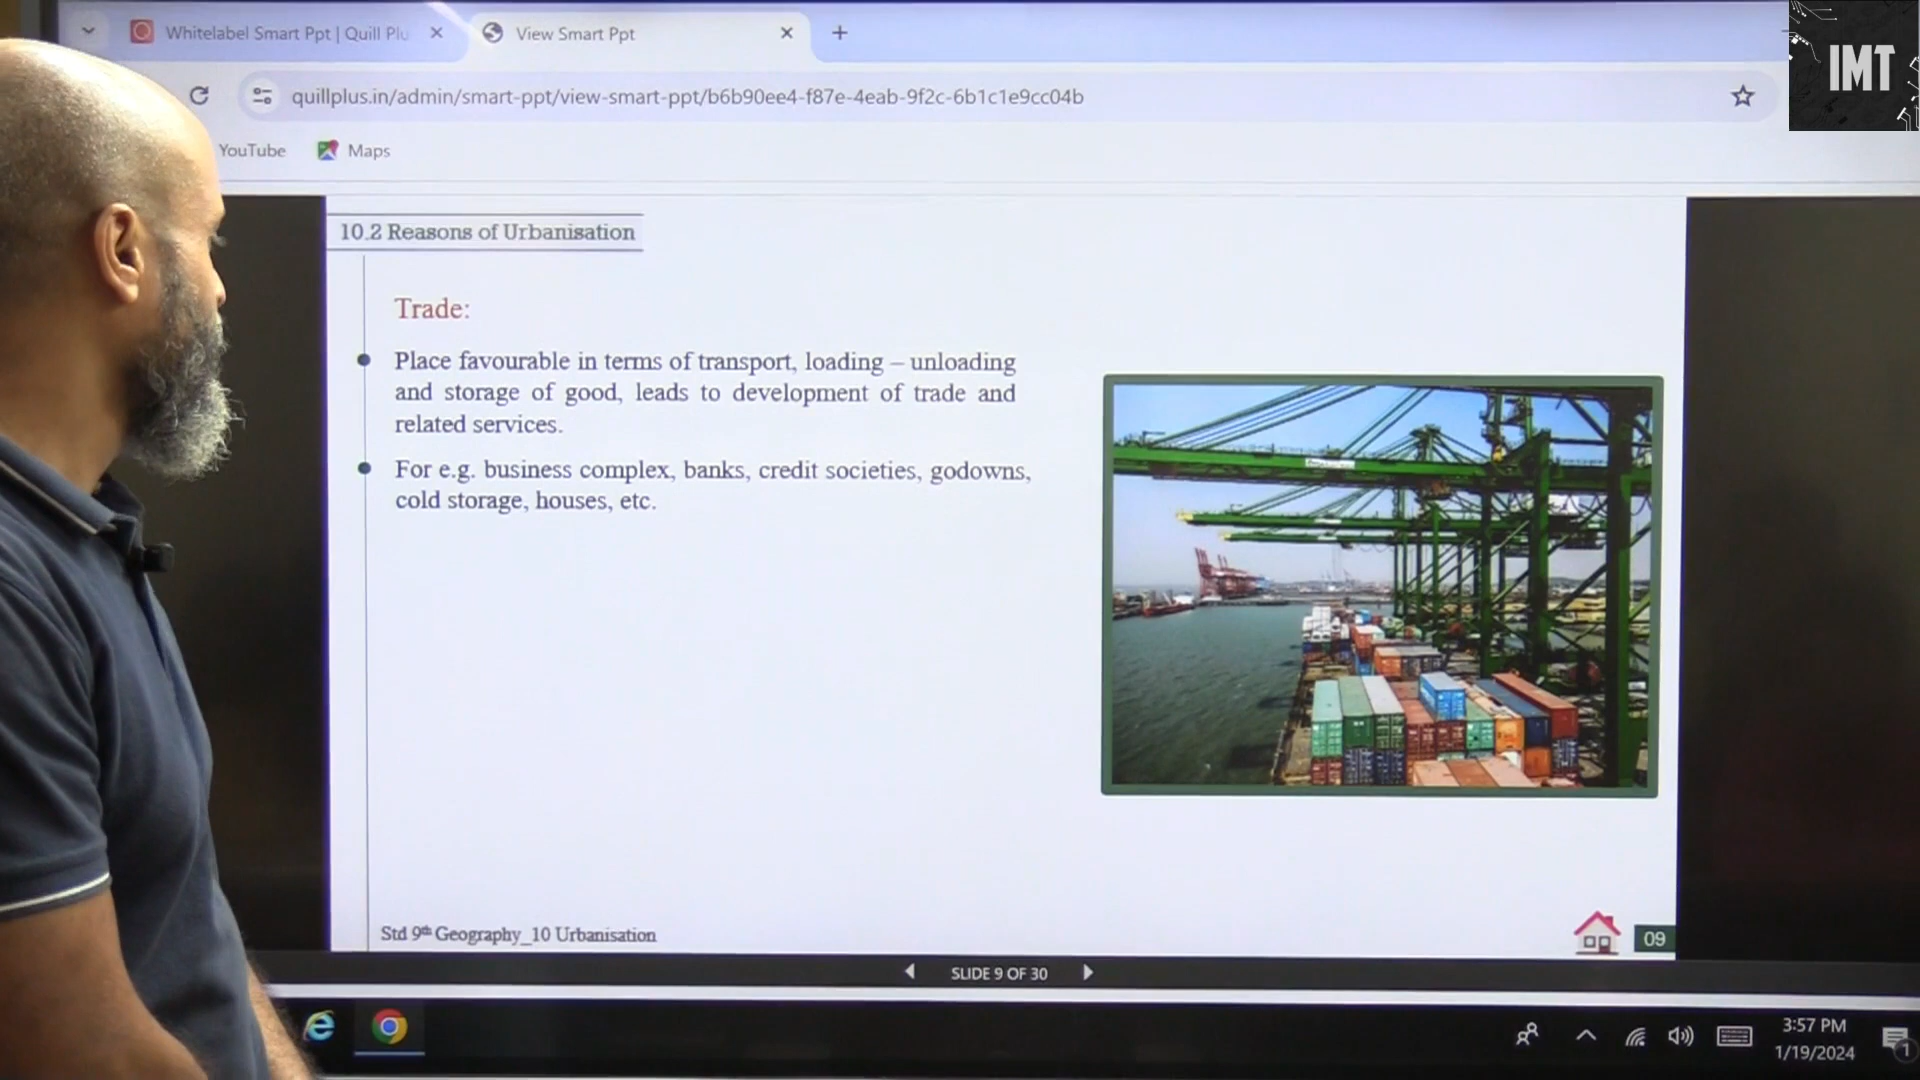 Whitelabel Smart Ppt | Quill Plu
View Smart Ppt
IMT
quillplus.in/admin/smart-ppt/view-smart-ppt/b6b90ee4-f87e-4eab-9f2c-6b1c1e9cc04b
YouTube
Maps
10.2 Reasons of Urbanisation
Trade:
Place favourable in terms of transport, loading – unloading
and storage of good, leads to development of trade and
related services.
For e.g. business complex, banks, credit societies, godowns,
cold storage, houses, etc.
Std 9th Geography_10 Urbanisation
09
SLIDE 9 OF 30
3:57 PM
1/19/2024
1